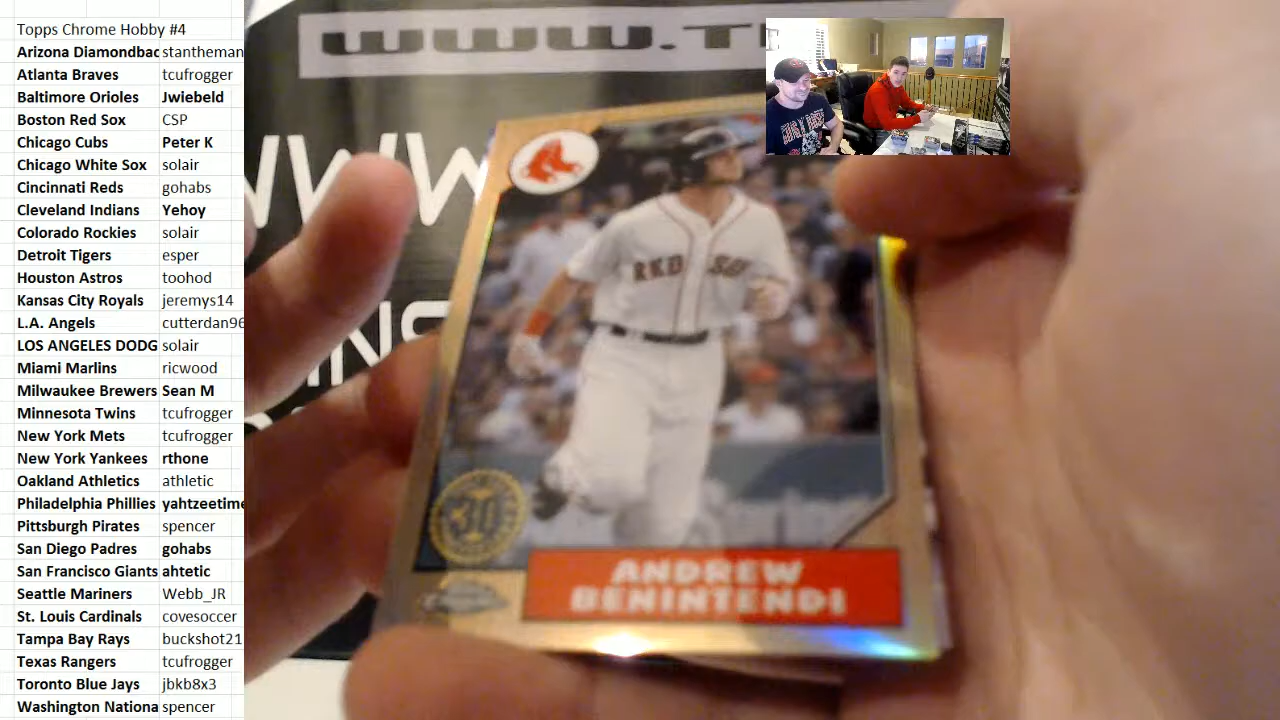 Topps Chrome Hobby #4
Arizona Diamondbac stantheman
Atlanta Braves tcufrogger
Baltimore Orioles Jwiebeld
Boston Red Sox CSP
Chicago Cubs Peter K
Chicago White Sox solair
Cincinnati Reds gohabs
Cleveland Indians Yehoy
Colorado Rockies solair
Detroit Tigers esper
Houston Astros toohod
Kansas City Royals jeremys14
L.A. Angels cutterdan96
LOS ANGELES DODG solair
Miami Marlins ricwood
Milwaukee Brewers Sean M
Minnesota Twins tcufrogger
New York Mets tcufrogger
New York Yankees rthone
Oakland Athletics athletic
Philadelphia Phillies yahtzeetime
Pittsburgh Pirates spencer
San Diego Padres gohabs
San Francisco Giants ahtetic
Seattle Mariners Webb_JR
St. Louis Cardinals covesoccer
Tampa Bay Rays buckshot21
Texas Rangers tcufrogger
Toronto Blue Jays jbkb8x3
Washington Nationa spencer
WWW.T
WWW
RED SO
30
ANDREW
BENINTENDI